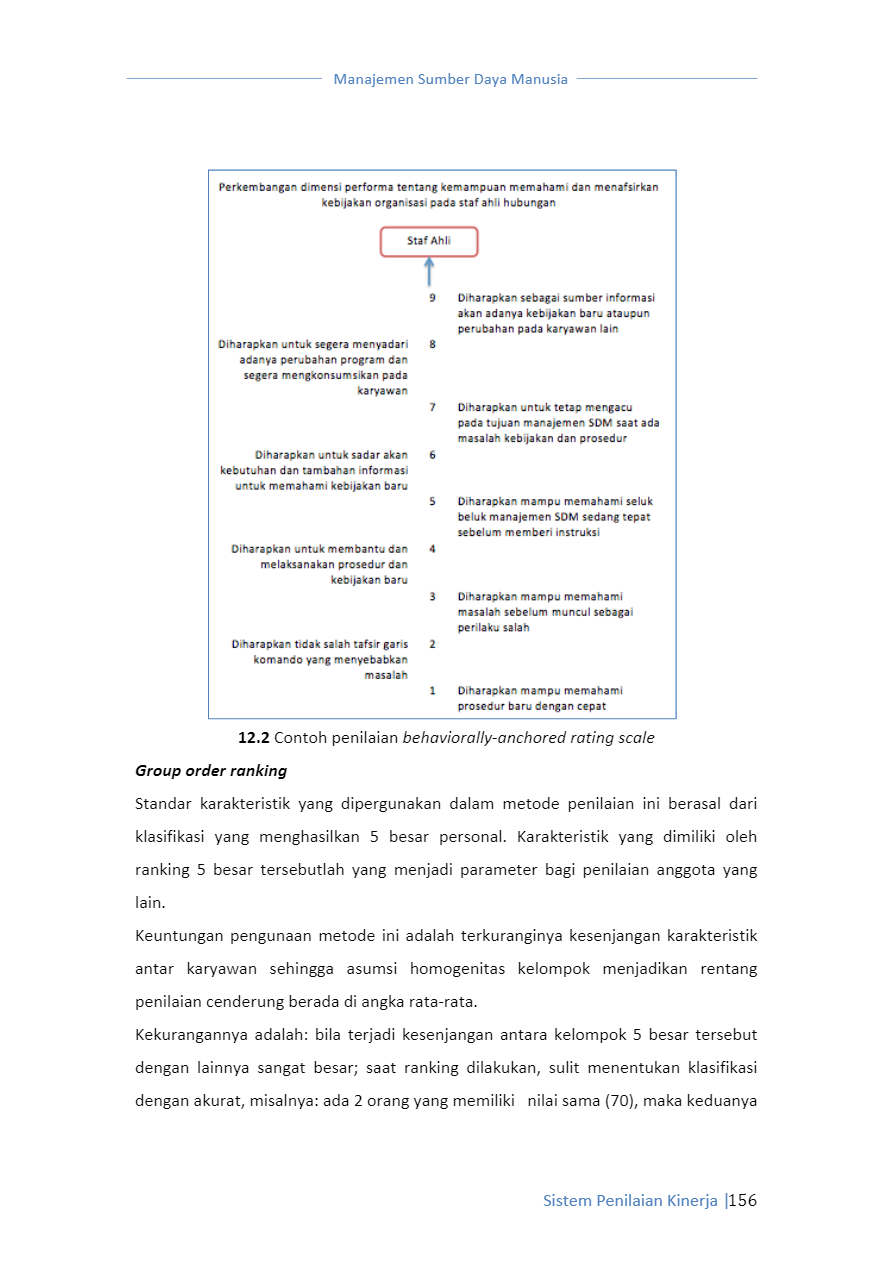 Manajemen Sumber Daya Manusia
Perkembangan dimensi performa tentang kemampuan memahami dan menafsirkan
kebijakan organisasi pada staf ahli hubungan
Staf Ahli
9 Diharapkan sebagai sumber informasi
akan adanya kebijakan baru ataupun
perubahan pada karyawan lain
Diharapkan untuk segera menyadari 8
adanya perubahan program dan
segera mengkonsumsikan pada
karyawan
7 Diharapkan untuk tetap mengacu
pada tujuan manajemen SDM saat ada
masalah kebijakan dan prosedur
Diharapkan untuk sadar akan 6
kebutuhan dan tambahan informasi
untuk memahami kebijakan baru
5 Diharapkan mampu memahami seluk
beluk manajemen SDM sedang tepat
sebelum memberi instruksi
Diharapkan untuk membantu dan 4
melaksanakan prosedur dan
kebijakan baru
3 Diharapkan mampu memahami
masalah sebelum muncul sebagai
perilaku salah
Diharapkan tidak salah tafsir garis 2
komando yang menyebabkan
masalah
1 Diharapkan mampu memahami
prosedur baru dengan cepat
12.2 Contoh penilaian behaviorally-anchored rating scale
Group order ranking
Standar karakteristik yang dipergunakan dalam metode penilaian ini berasal dari
klasifikasi yang menghasilkan 5 besar personal. Karakteristik yang dimiliki oleh
ranking 5 besar tersebutlah yang menjadi parameter bagi penilaian anggota yang
lain.
Keuntungan pengunaan metode ini adalah terkuranginya kesenjangan karakteristik
antar karyawan sehingga asumsi homogenitas kelompok menjadikan rentang
penilaian cenderung berada di angka rata-rata.
Kekurangannya adalah: bila terjadi kesenjangan antara kelompok 5 besar tersebut
dengan lainnya sangat besar; saat ranking dilakukan, sulit menentukan klasifikasi
dengan akurat, misalnya: ada 2 orang yang memiliki nilai sama (70), maka keduanya
Sistem Penilaian Kinerja |156